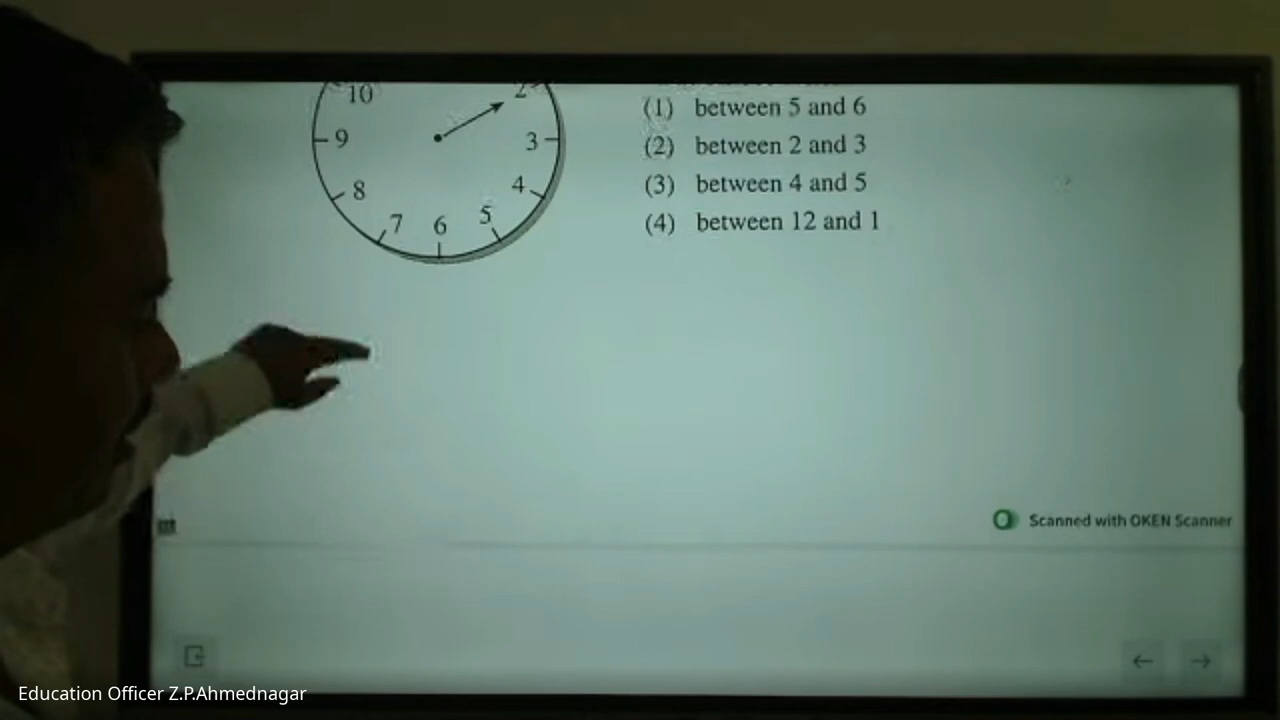 10
2
9
3
8
4
7
6
5
(1) between 5 and 6
(2) between 2 and 3
(3) between 4 and 5
(4) between 12 and 1
Scanned with OKEN Scanner
Education Officer Z.P.Ahmednagar